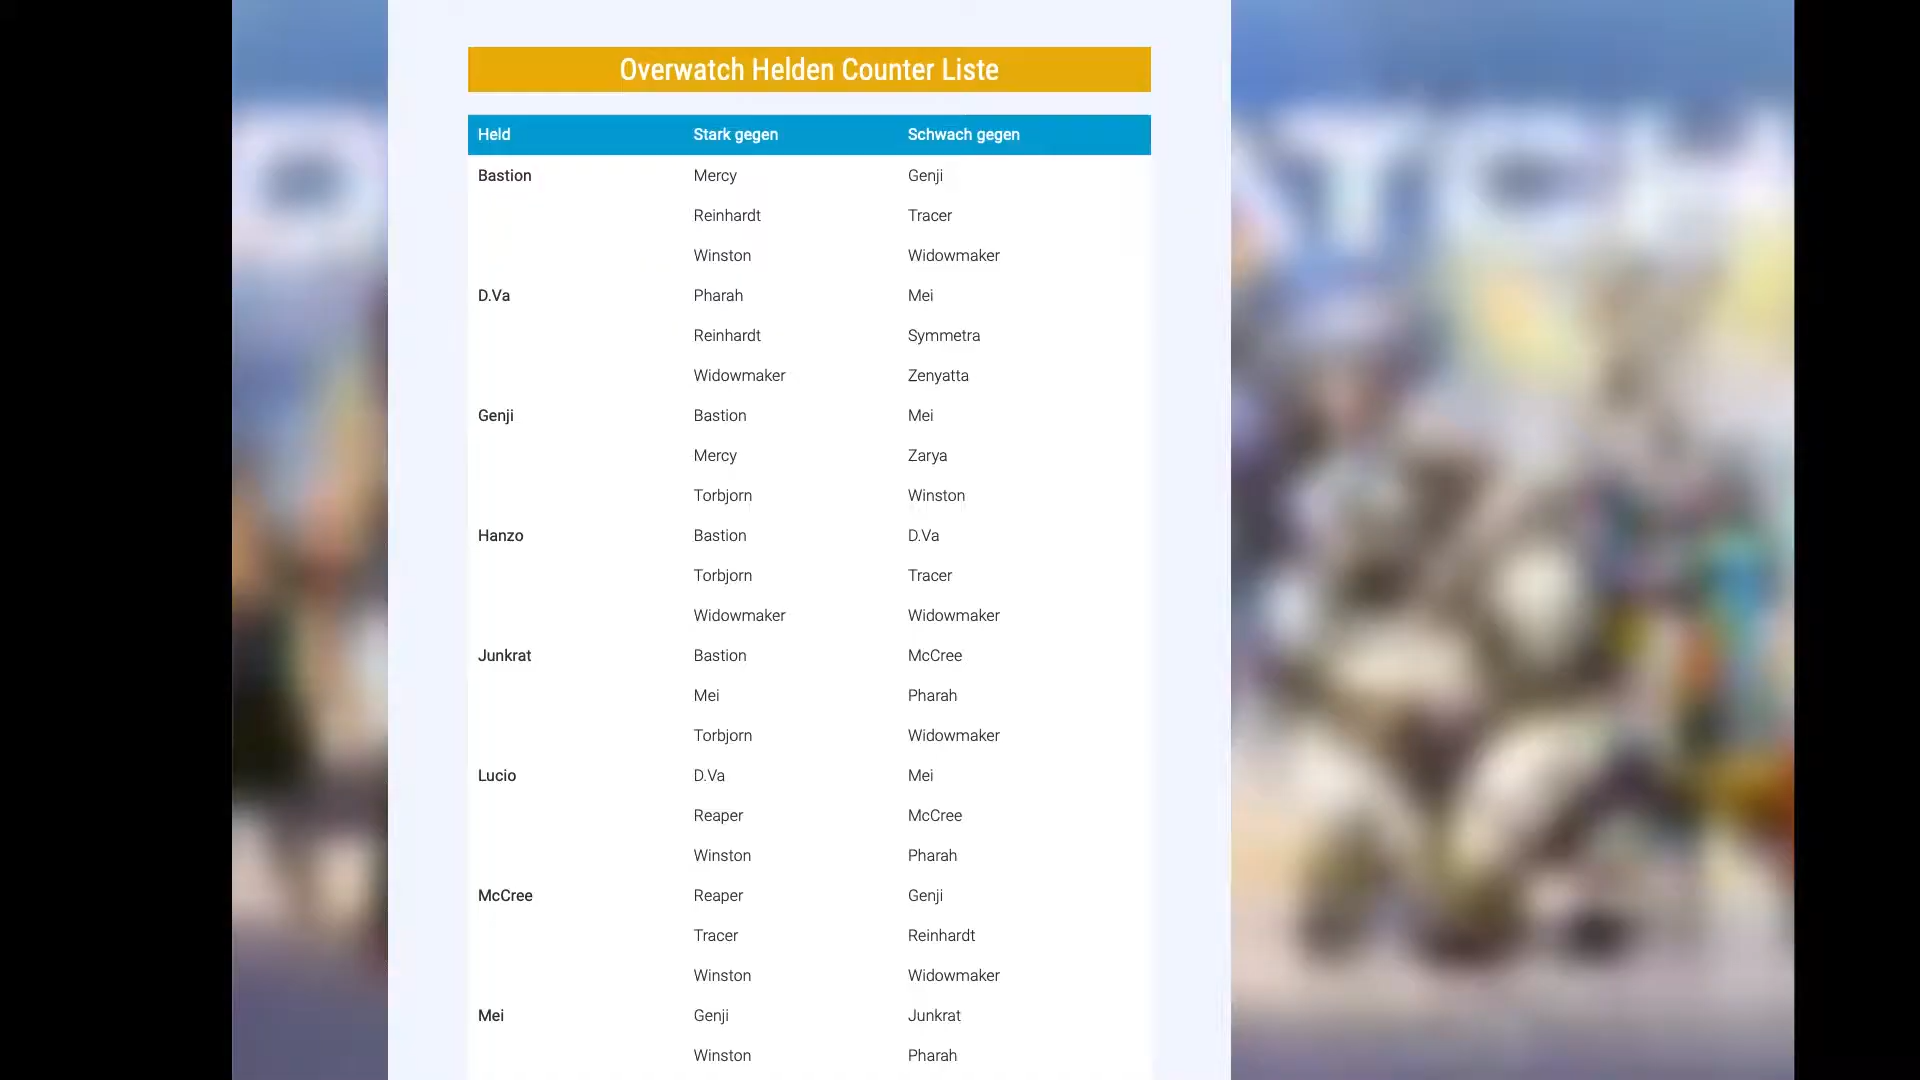 Overwatch Helden Counter Liste
Held Stark gegen Schwach gegen
Bastion Mercy Genji
Reinhardt Tracer
Winston Widowmaker
D.Va Pharah Mei
Reinhardt Symmetra
Widowmaker Zenyatta
Genji Bastion Mei
Mercy Zarya
Torbjorn Winston
Hanzo Bastion D.Va
Torbjorn Tracer
Widowmaker Widowmaker
Junkrat Bastion McCree
Mei Pharah
Torbjorn Widowmaker
Lucio D.Va Mei
Reaper McCree
Winston Pharah
McCree Reaper Genji
Tracer Reinhardt
Winston Widowmaker
Mei Genji Junkrat
Winston Pharah